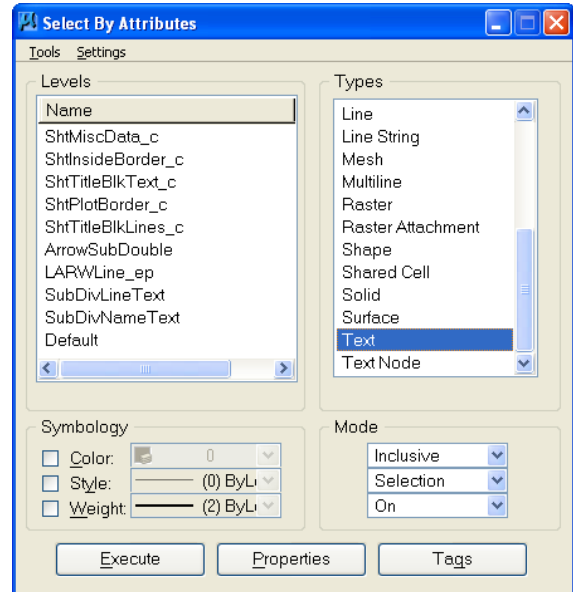 Select By Attributes
Tools Settings
Levels
Name
ShtMiscData_c
ShtInsideBorder_c
ShtTitleBlkText_c
ShtPlotBorder_c
ShtTitleBlkLines_c
ArrowSubDouble
LARWLine_ep
SubDivLineText
SubDivNameText
Default
Types
Line
Line String
Mesh
Multiline
Raster
Raster Attachment
Shape
Shared Cell
Solid
Surface
Text
Text Node
Symbology
Color: 0
Style: (0) ByL
Weight: (2) ByL
Mode
Inclusive
Selection
On
Execute Properties Tags